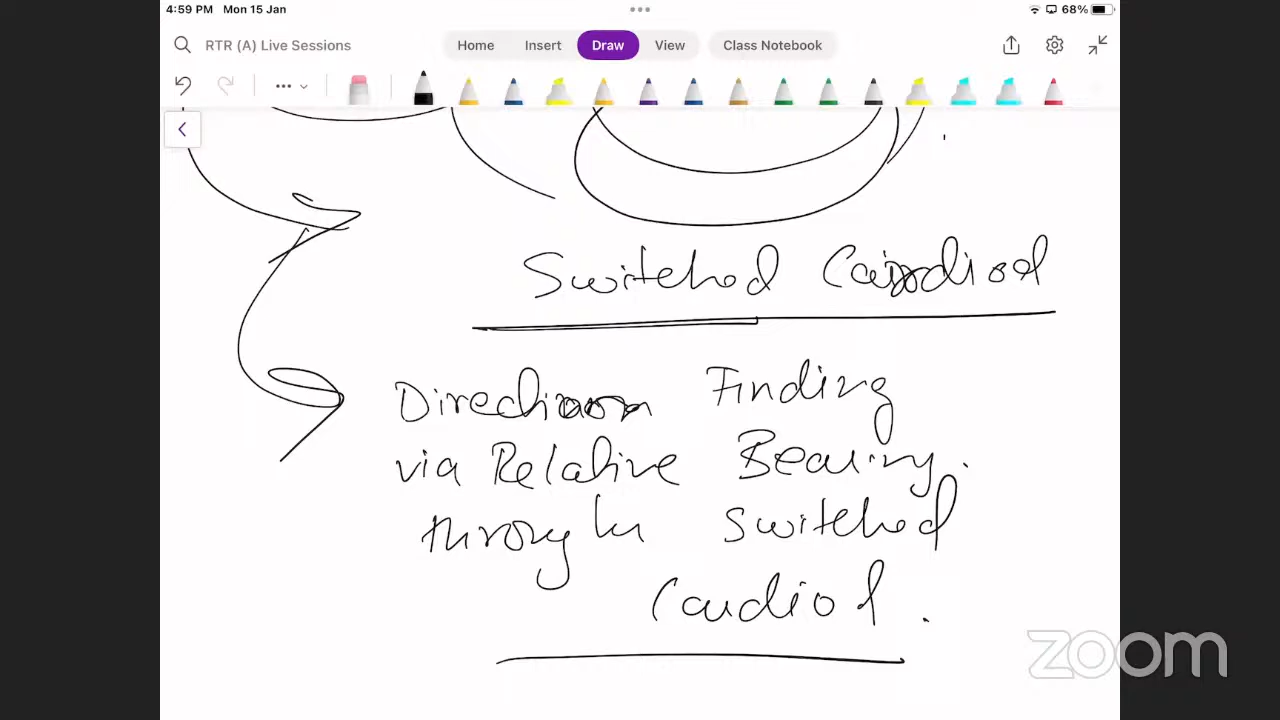 4:59 PM Mon 15 Jan
68%
RTR (A) Live Sessions
Home Insert Draw View Class Notebook
Switched Cardiod
Direction Finding
via Relative Bearing.
through switched
Cardiod.
zoom